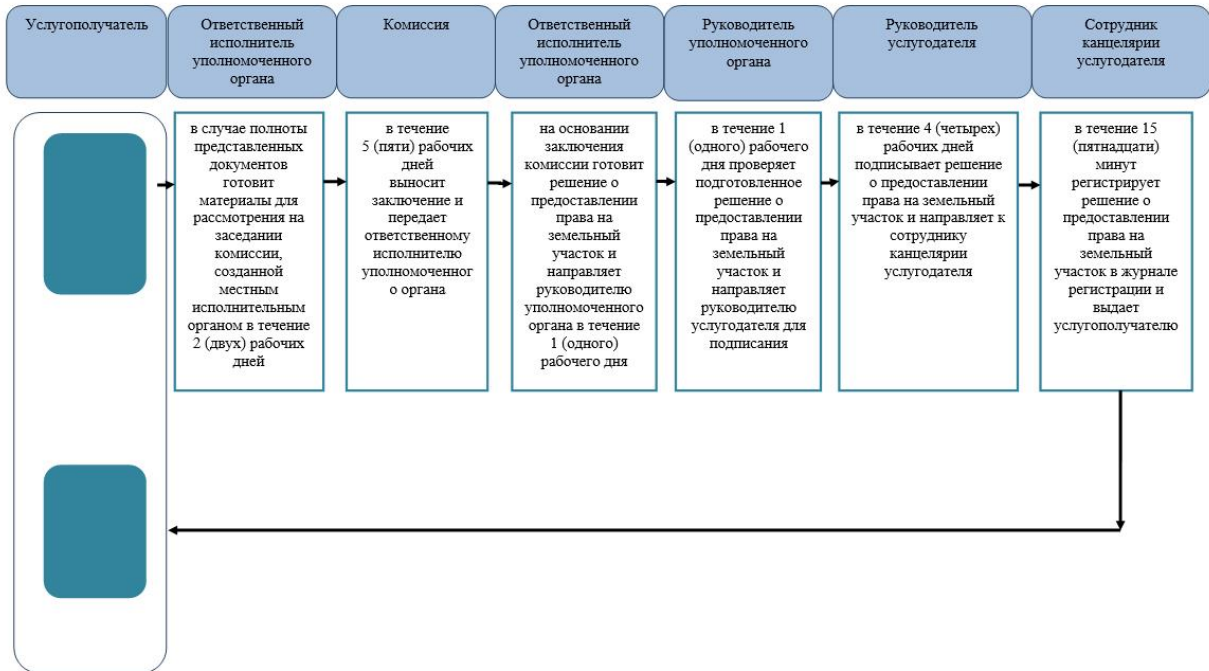 Услугополучатель
Ответственный
исполнитель
уполномоченного
органа
Комиссия
Ответственный
исполнитель
уполномоченного
органа
Руководитель
уполномоченного
органа
Руководитель
услугодателя
Сотрудник
канцелярии
услугодателя
в случае полноты
представленных
документов
готовит
материалы для
рассмотрения на
заседании
комиссии,
созданной
местным
исполнительным
органом в течение
2 (двух) рабочих
дней
в течение
5 (пяти) рабочих
дней
выносит
заключение и
передает
ответственному
исполнителю
уполномоченног
о органа
на основании
заключения
комиссии готовит
решение о
предоставлении
права на
земельный
участок и
направляет
руководителю
уполномоченного
органа в течение
1 (одного)
рабочего дня
в течение 1
(одного) рабочего
дня проверяет
подготовленное
решение о
предоставлении
права на
земельный
участок и
направляет
руководителю
услугодателя для
подписания
в течение 4 (четырех)
рабочих дней
подписывает решение
о предоставлении
права на земельный
участок и направляет к
сотруднику
канцелярии
услугодателя
в течение 15
(пятнадцати)
минут
регистрирует
решение о
предоставлении
права на
земельный
участок в журнале
регистрации и
выдает
услугополучателю